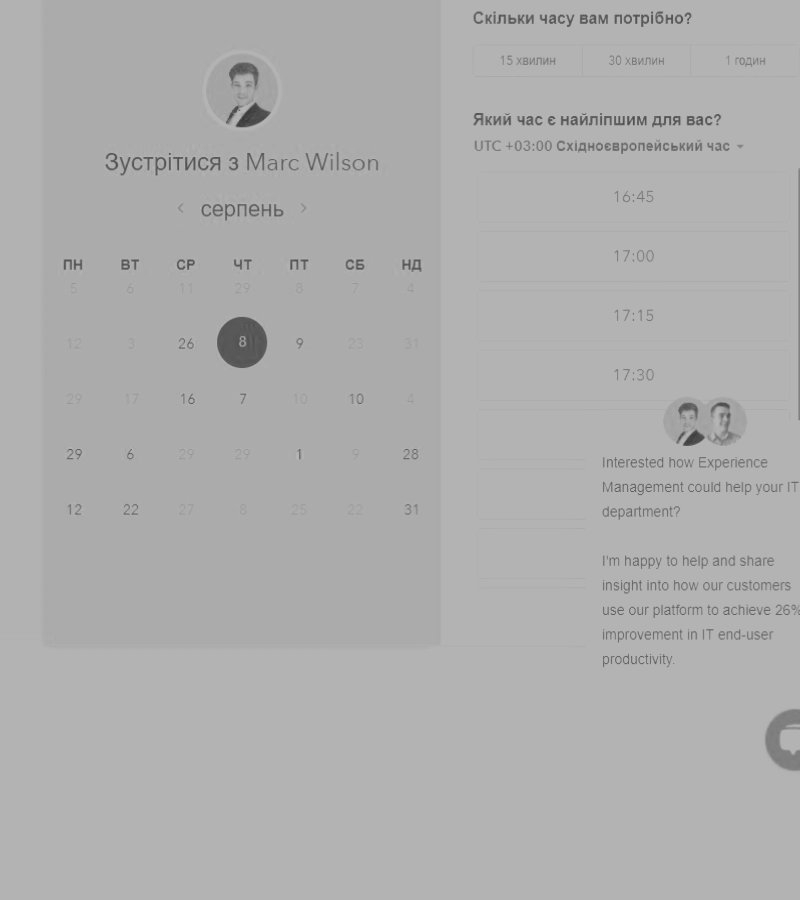 Зустрітися з Marc Wilson
серпень
ПН ВТ СР ЧТ ПТ СБ НД
5 6 11 29 8 7 4
12 3 26 8 9 23 31
29 17 16 7 10 10 4
29 6 29 29 1 9 28
12 22 27 8 25 22 31
Скільки часу вам потрібно?
15 хвилин 30 хвилин 1 годин
Який час є найліпшим для вас?
UTC +03:00 Східноєвропейський час
16:45
17:00
17:15
17:30
Interested how Experience
Management could help your IT
department?
I'm happy to help and share
insight into how our customers
use our platform to achieve 26%
improvement in IT end-user
productivity.